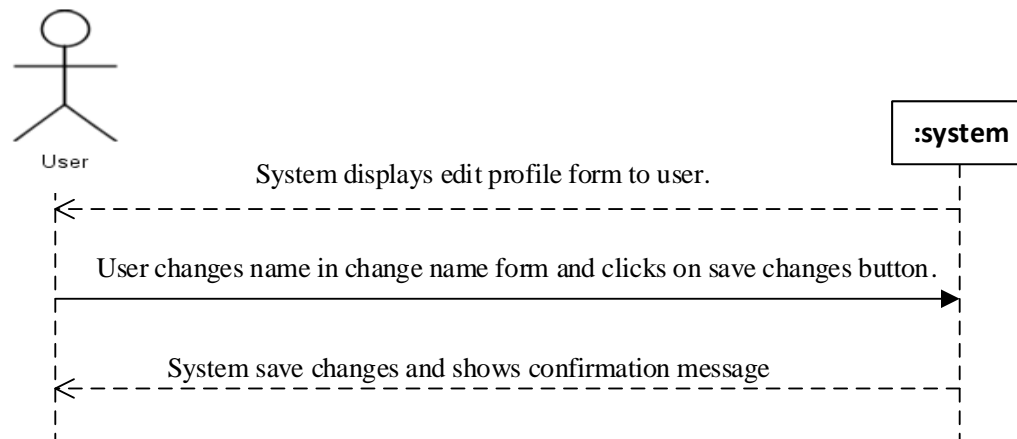 User
:system
System displays edit profile form to user.
User changes name in change name form and clicks on save changes button.
System save changes and shows confirmation message